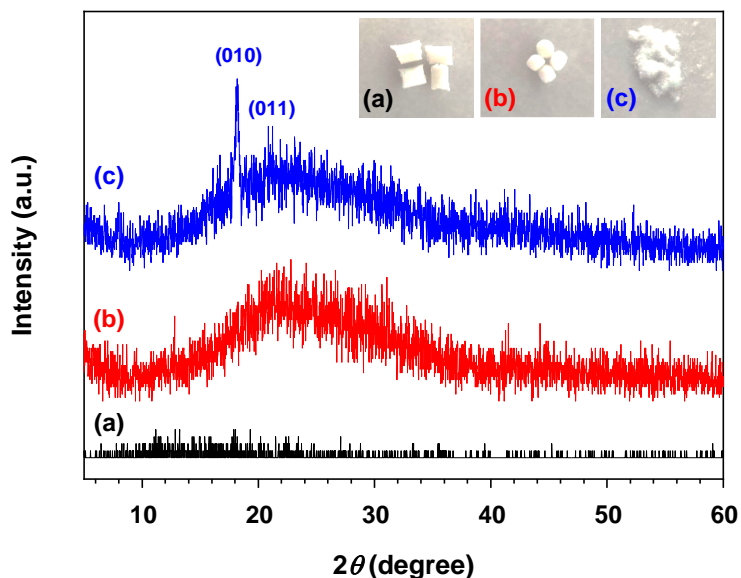 (a)
(b)
(c)
(010)
(011)
(c)
(b)
(a)
Intensity (a.u.)
10
20
30
40
50
60
2θ (degree)